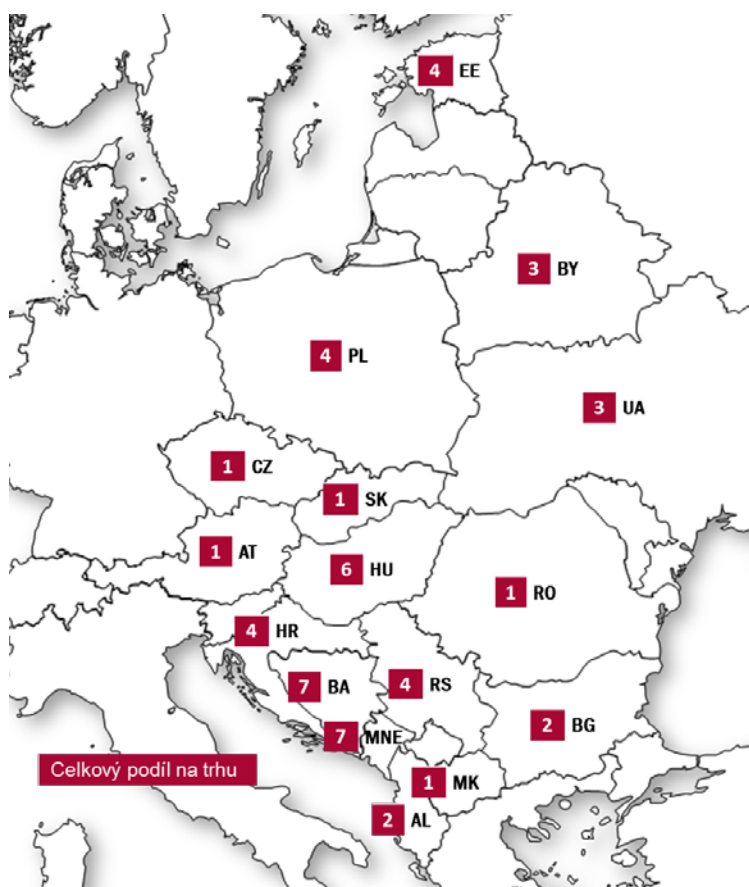 4 EE
3 BY
4 PL
3 UA
1 CZ
1 SK
1 AT
6 HU
1 RO
4 HR
7 BA
4 RS
2 BG
7 MNE
Celkový podíl na trhu
1 MK
2 AL